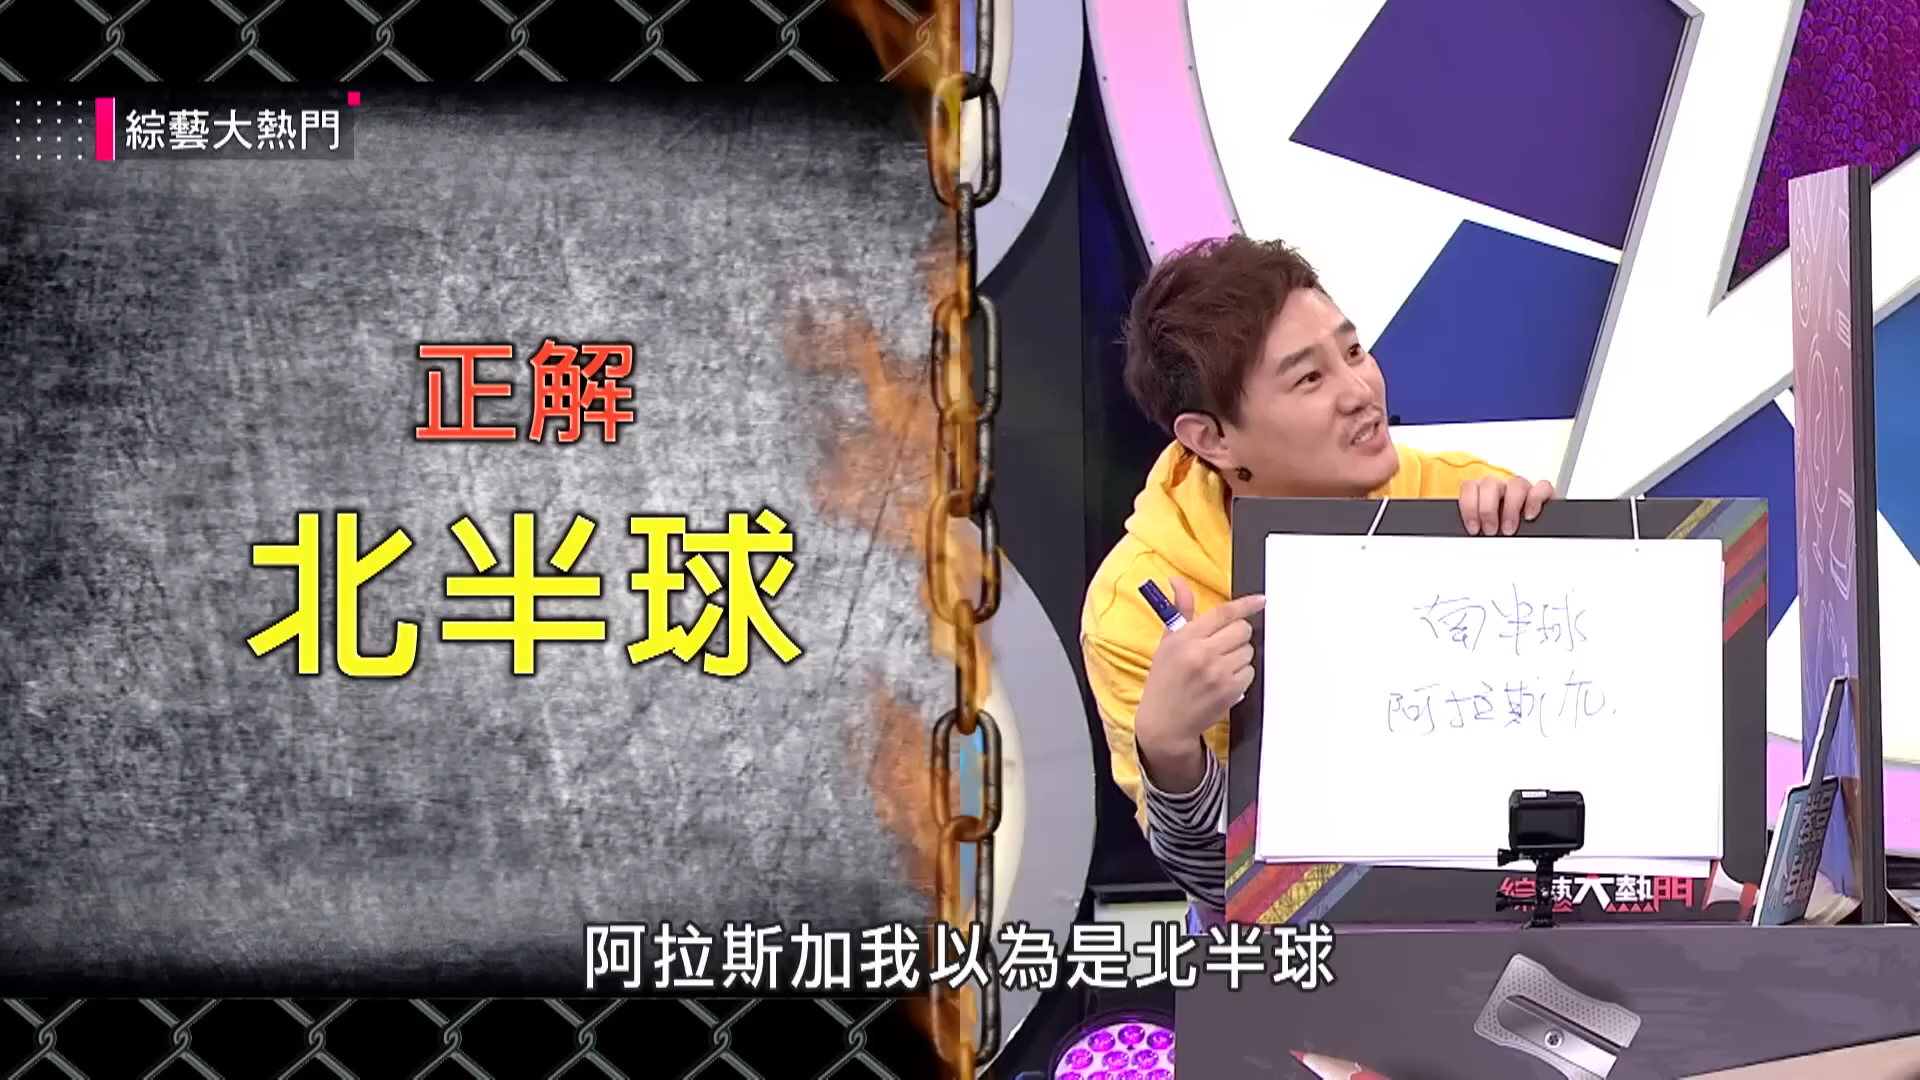 綜藝大熱門
正解
北半球
南半球
阿拉斯加
綜藝大熱門
阿拉斯加我以為是北半球